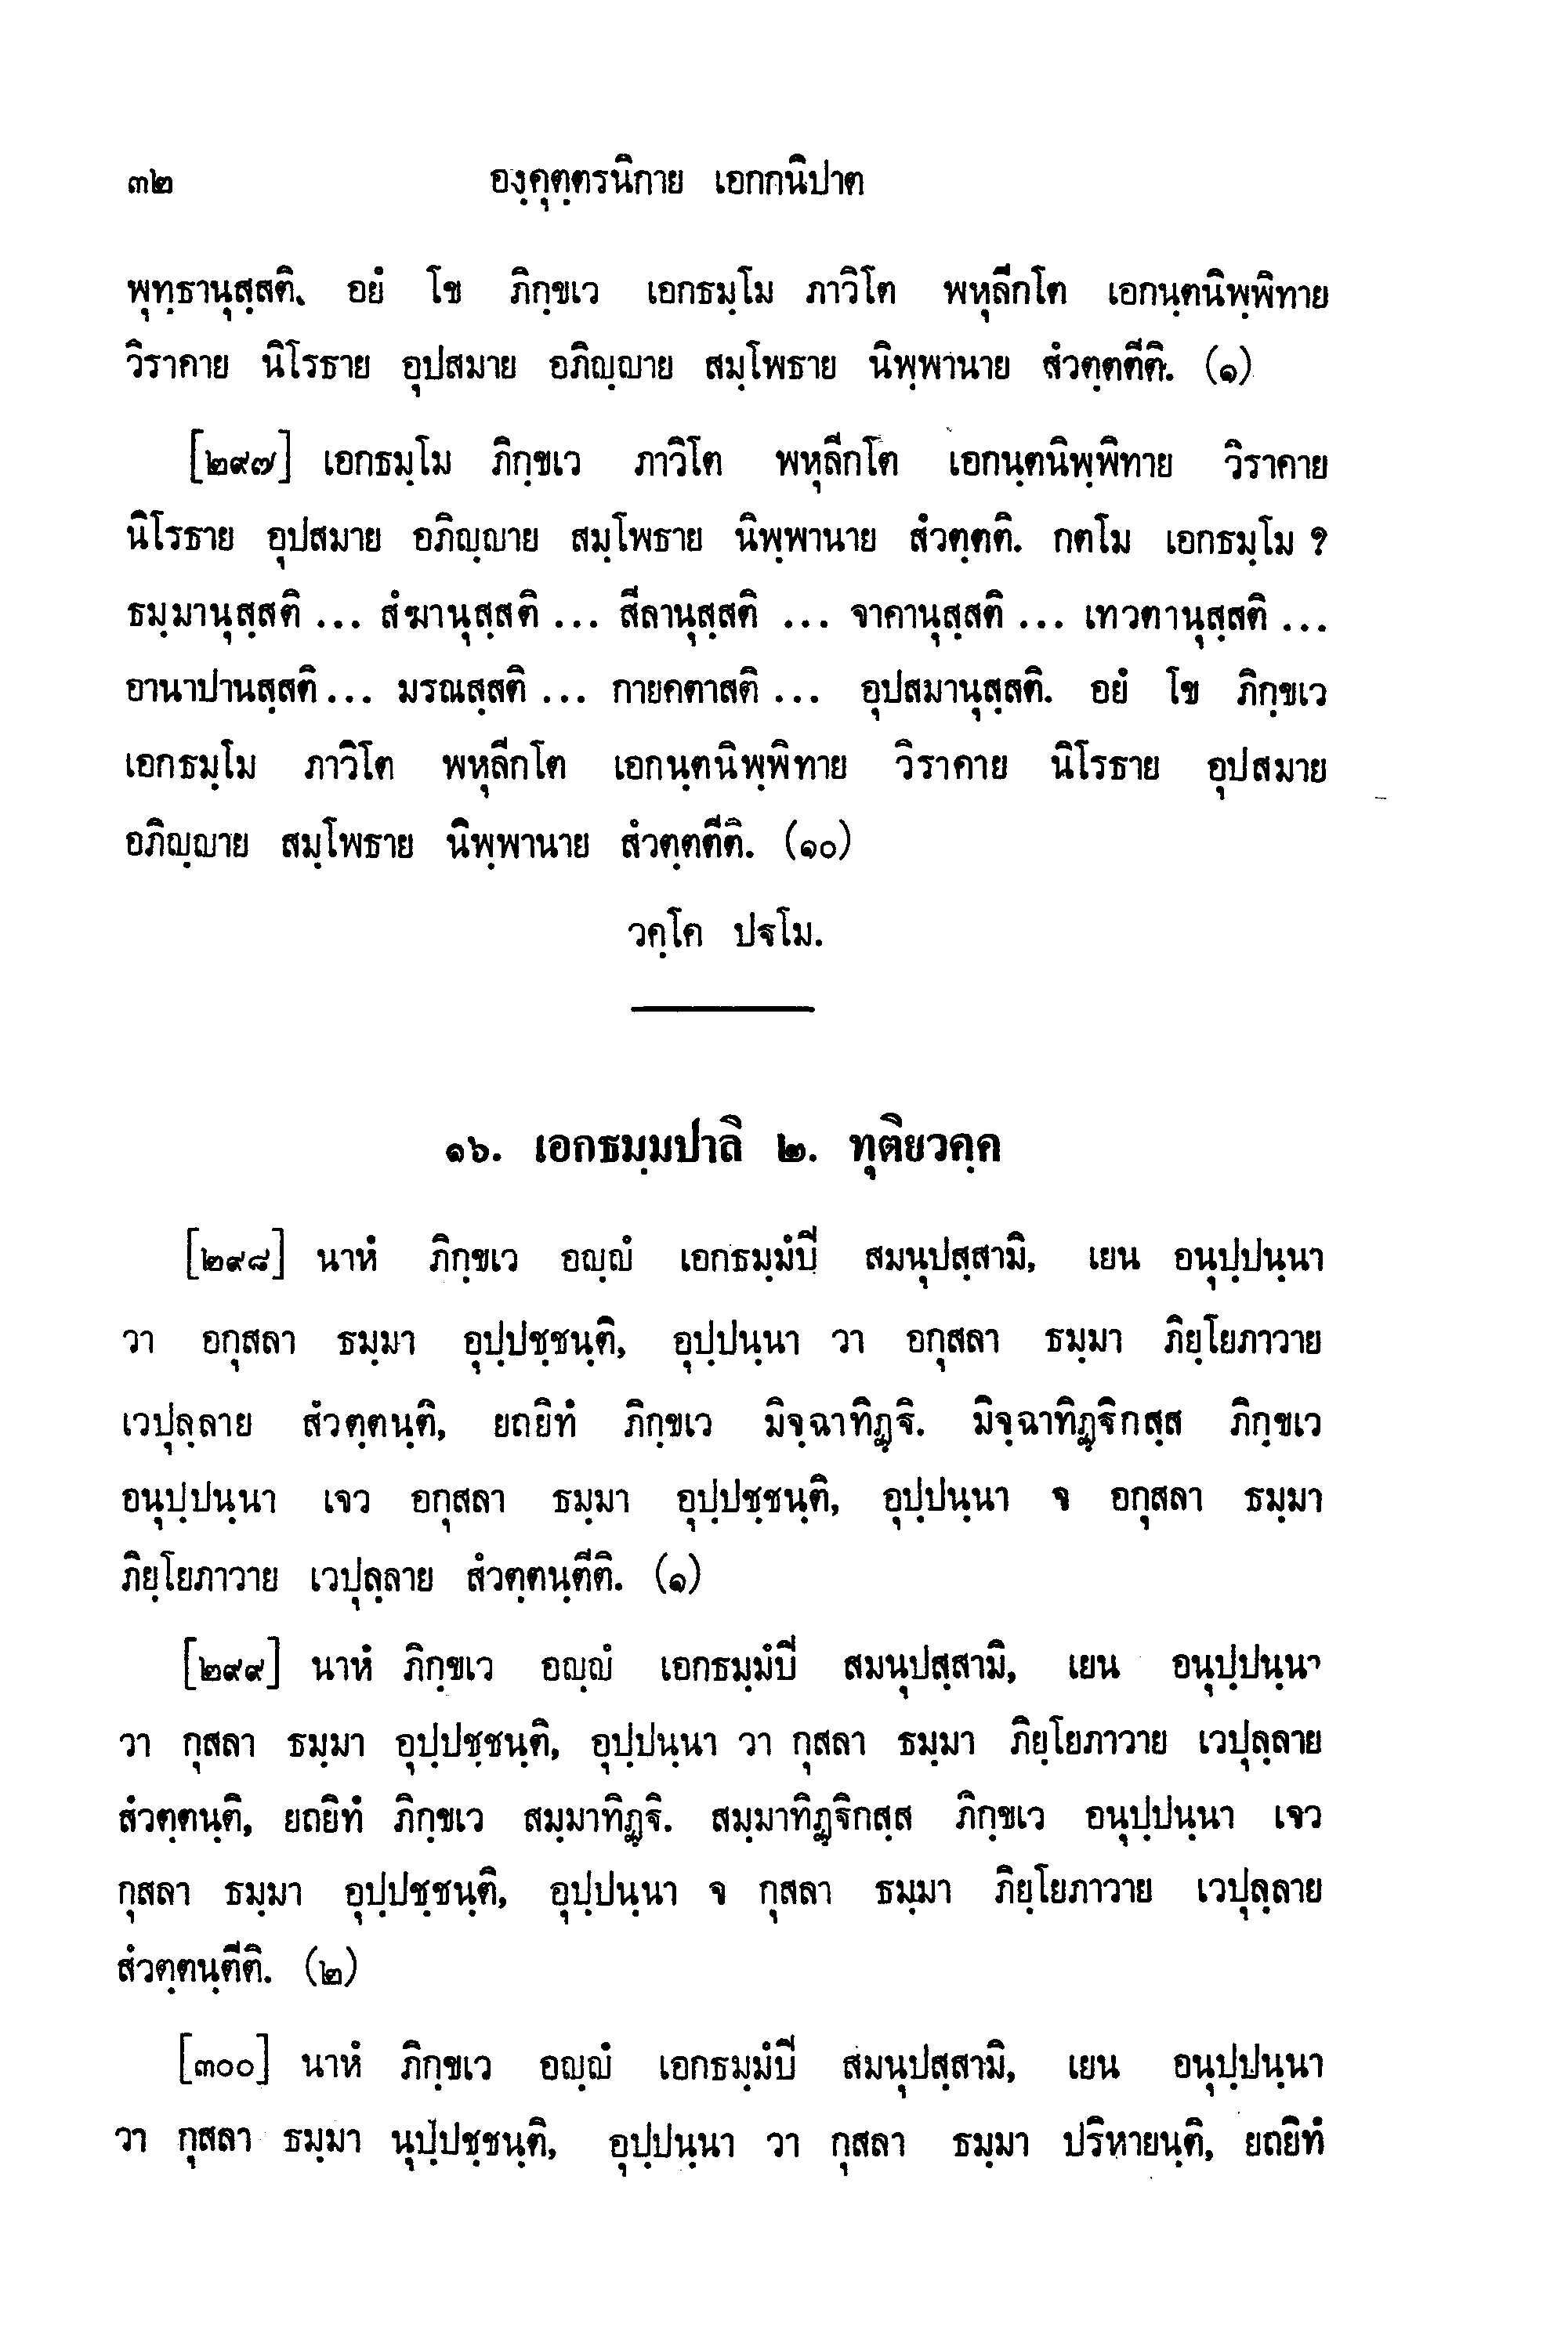 ๓๒ องฺคุตฺตรนิกาย เอกกนิปาต
พุทฺธานุสฺสติ. อยํ โข ภิกฺขเว เอกธมฺโม ภาวิโต พหุลีกโต เอกนฺตนิพฺพิทาย
วิราคาย นิโรธาย อุปสมาย อภิญฺญาย สมฺโพธาย นิพฺพานาย สํวตฺตตีติ. (๑)
[๒๙๗] เอกธมฺโม ภิกฺขเว ภาวิโต พหุลีกโต เอกนฺตนิพฺพิทาย วิราคาย
นิโรธาย อุปสมาย อภิญฺญาย สมฺโพธาย นิพฺพานาย สํวตฺตติ. กตโม เอกธมฺโม ?
ธมฺมานุสฺสติ ... สํฆานุสฺสติ ... สีลานุสฺสติ ... จาคานุสฺสติ ... เทวตานุสฺสติ ...
อานาปานสฺสติ ... มรณสฺสติ ... กายคตาสติ ... อุปสมานุสฺสติ. อยํ โข ภิกฺขเว
เอกธมฺโม ภาวิโต พหุลีกโต เอกนฺตนิพฺพิทาย วิราคาย นิโรธาย อุปสมาย
อภิญฺญาย สมฺโพธาย นิพฺพานาย สํวตฺตตีติ. (๑๐)
วคฺโค ปฐโม.
๑๖. เอกธมฺมปาลิ ๒. ทุติยวคฺค
[๒๙๘] นาหํ ภิกฺขเว อญฺญํ เอกธมฺมํปี สมนุปสฺสามิ, เยน อนุปฺปนฺนา
วา อกุสลา ธมฺมา อุปฺปชฺชนฺติ, อุปฺปนฺนา วา อกุสลา ธมฺมา ภิยฺโยภาวาย
เวปุลฺลาย สํวตฺตนฺติ, ยถยิทํ ภิกฺขเว มิจฺฉาทิฏฺฐิ. มิจฺฉาทิฏฺฐิกสฺส ภิกฺขเว
อนุปฺปนฺนา เจว อกุสลา ธมฺมา อุปฺปชฺชนฺติ, อุปฺปนฺนา จ อกุสลา ธมฺมา
ภิยฺโยภาวาย เวปุลฺลาย สํวตฺตนฺตีติ. (๑)
[๒๙๙] นาหํ ภิกฺขเว อญฺญํ เอกธมฺมํปี สมนุปสฺสามิ, เยน อนุปฺปนฺนา
วา กุสลา ธมฺมา อุปฺปชฺชนฺติ, อุปฺปนฺนา วา กุสลา ธมฺมา ภิยฺโยภาวาย เวปุลฺลาย
สํวตฺตนฺติ, ยถยิทํ ภิกฺขเว สมฺมาทิฏฺฐิ. สมฺมาทิฏฺฐิกสฺส ภิกฺขเว อนุปฺปนฺนา เจว
กุสลา ธมฺมา อุปฺปชฺชนฺติ, อุปฺปนฺนา จ กุสลา ธมฺมา ภิยฺโยภาวาย เวปุลฺลาย
สํวตฺตนฺตีติ. (๒)
[๓๐๐] นาหํ ภิกฺขเว อญฺญํ เอกธมฺมํปี สมนุปสฺสามิ, เยน อนุปฺปนฺนา
วา กุสลา ธมฺมา นุปฺปชฺชนฺติ, อุปฺปนฺนา วา กุสลา ธมฺมา ปริหายนฺติ, ยถยิทํ